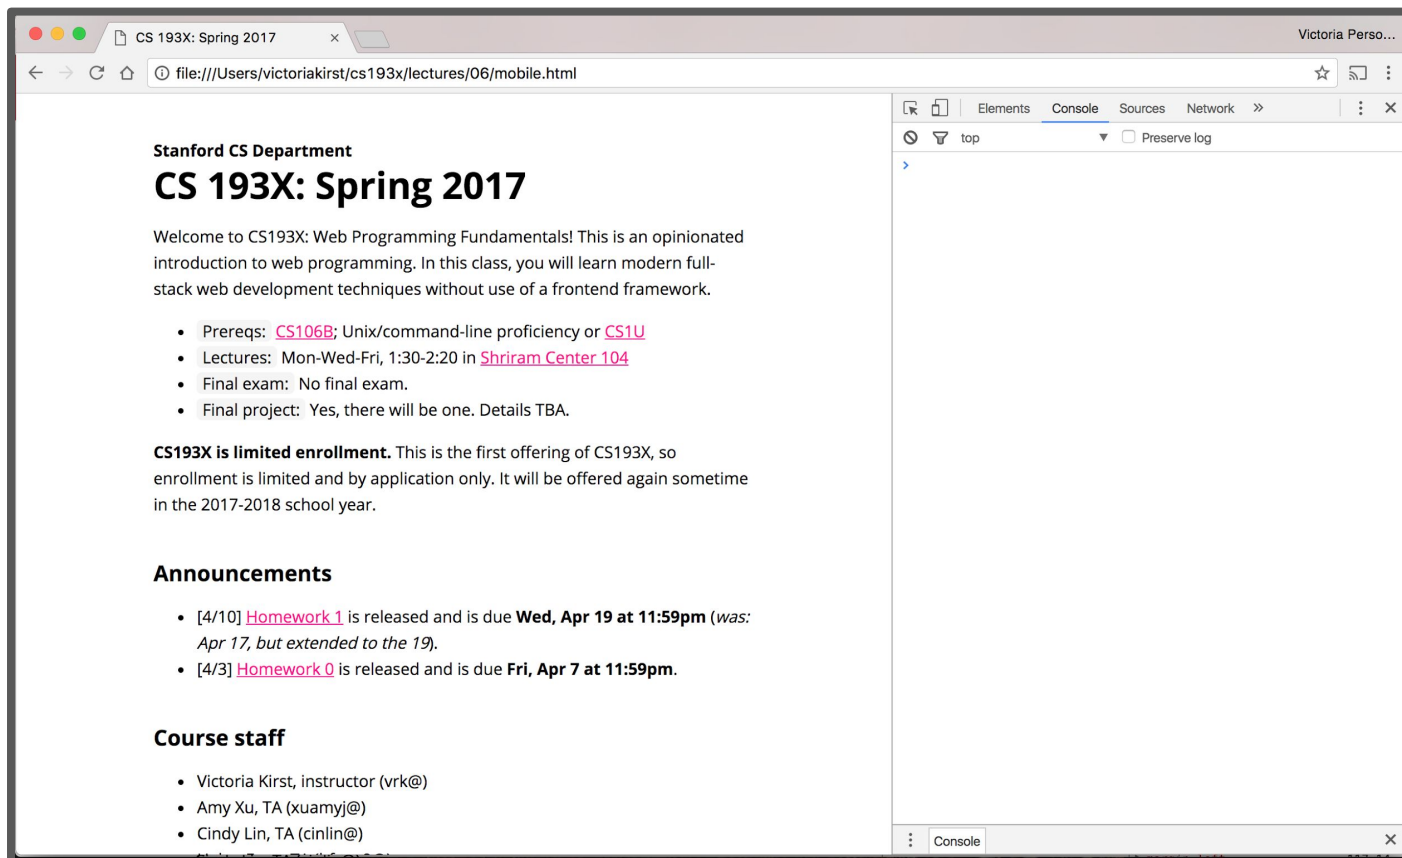 CS 193X: Spring 2017
Victoria Perso...
file:///Users/victoriakirst/cs193x/lectures/06/mobile.html
Stanford CS Department
CS 193X: Spring 2017
Welcome to CS193X: Web Programming Fundamentals! This is an opinionated
introduction to web programming. In this class, you will learn modern full-
stack web development techniques without use of a frontend framework.
• Prereqs: CS106B; Unix/command-line proficiency or CS1U
• Lectures: Mon-Wed-Fri, 1:30-2:20 in Shriram Center 104
• Final exam: No final exam.
• Final project: Yes, there will be one. Details TBA.
CS193X is limited enrollment. This is the first offering of CS193X, so
enrollment is limited and by application only. It will be offered again sometime
in the 2017-2018 school year.
Announcements
• [4/10] Homework 1 is released and is due Wed, Apr 19 at 11:59pm (was:
Apr 17, but extended to the 19).
• [4/3] Homework 0 is released and is due Fri, Apr 7 at 11:59pm.
Course staff
• Victoria Kirst, instructor (vrk@)
• Amy Xu, TA (xuamyj@)
• Cindy Lin, TA (cinlin@)
Elements Console Sources Network »
top Preserve log
Console